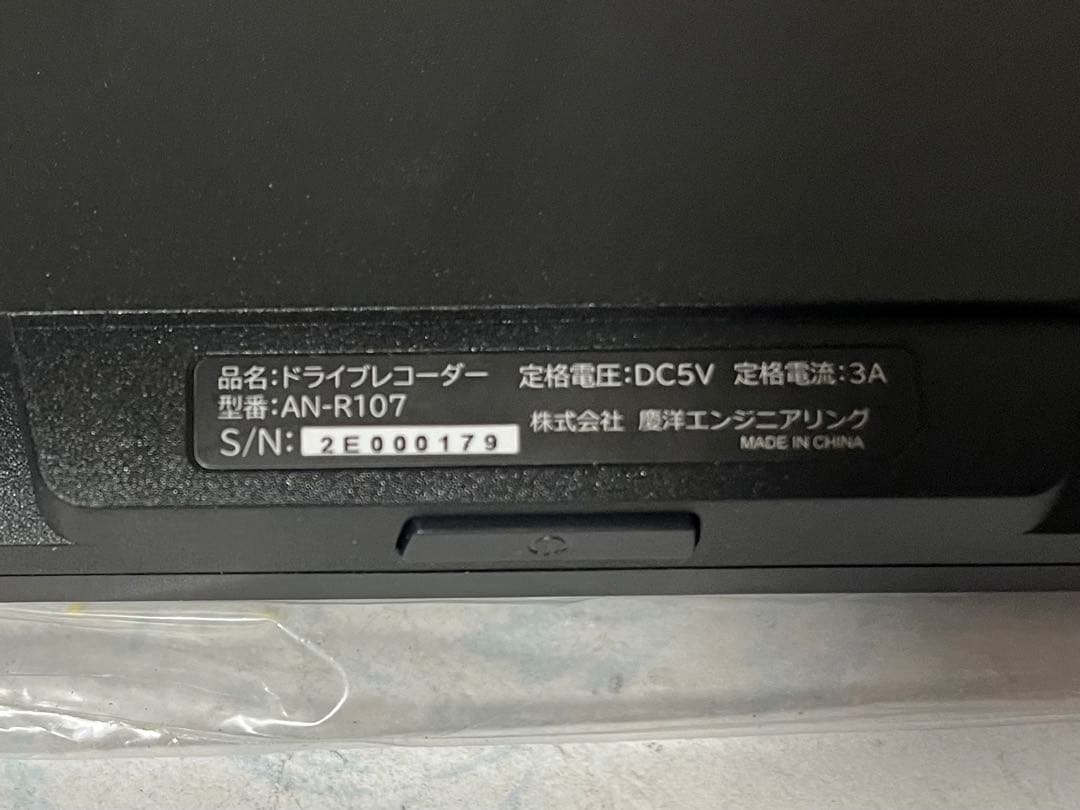 品名:ドライブレコーダー 定格電圧:DC5V 定格電流:3A
型番:AN-R107
株式会社 慶洋エンジニアリング
S/N: 2E000179
MADE IN CHINA